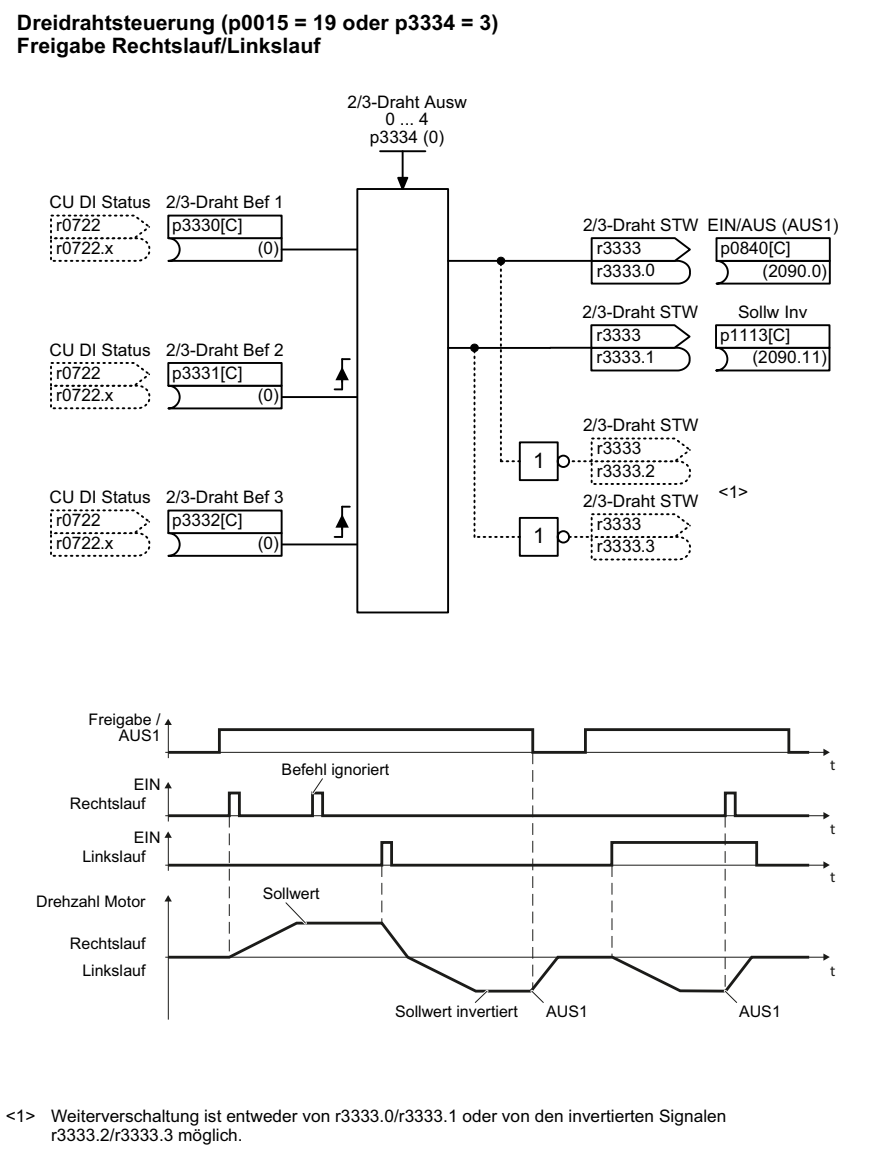 Dreidrahtsteuerung (p0015 = 19 oder p3334 = 3)
Freigabe Rechtslauf/Linkslauf
2/3-Draht Ausw
0 ... 4
p3334 (0)
CU DI Status 2/3-Draht Bef 1
r0722 p3330[C]
r0722.x (0)
2/3-Draht STW EIN/AUS (AUS1)
r3333 p0840[C]
r3333.0 (2090.0)
2/3-Draht STW Sollw Inv
r3333 p1113[C]
r3333.1 (2090.11)
CU DI Status 2/3-Draht Bef 2
r0722 p3331[C]
r0722.x (0)
2/3-Draht STW
r3333
1 r3333.2
<1>
CU DI Status 2/3-Draht Bef 3
r0722 p3332[C]
r0722.x (0)
2/3-Draht STW
r3333
1 r3333.3
Freigabe /
AUS1
t
Befehl ignoriert
EIN
Rechtslauf
t
EIN
Linkslauf
t
Drehzahl Motor
Sollwert
Rechtslauf
Linkslauf
t
Sollwert invertiert AUS1 AUS1
<1> Weiterverschaltung ist entweder von r3333.0/r3333.1 oder von den invertierten Signalen
r3333.2/r3333.3 möglich.